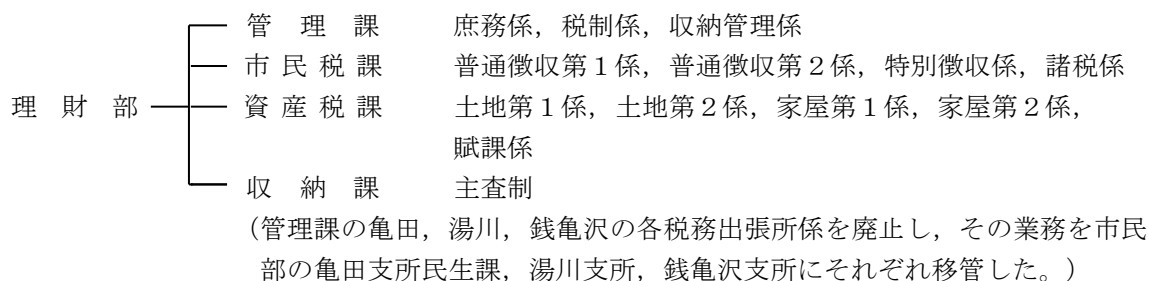 管理課 庶務係，税制係，収納管理係
市民税課 普通徴収第１係，普通徴収第２係，特別徴収係，諸税係
理財部 資産税課 土地第１係，土地第２係，家屋第１係，家屋第２係，
賦課係
収納課 主査制
（管理課の亀田，湯川，銭亀沢の各税務出張所係を廃止し，その業務を市民
部の亀田支所民生課，湯川支所，銭亀沢支所にそれぞれ移管した。）